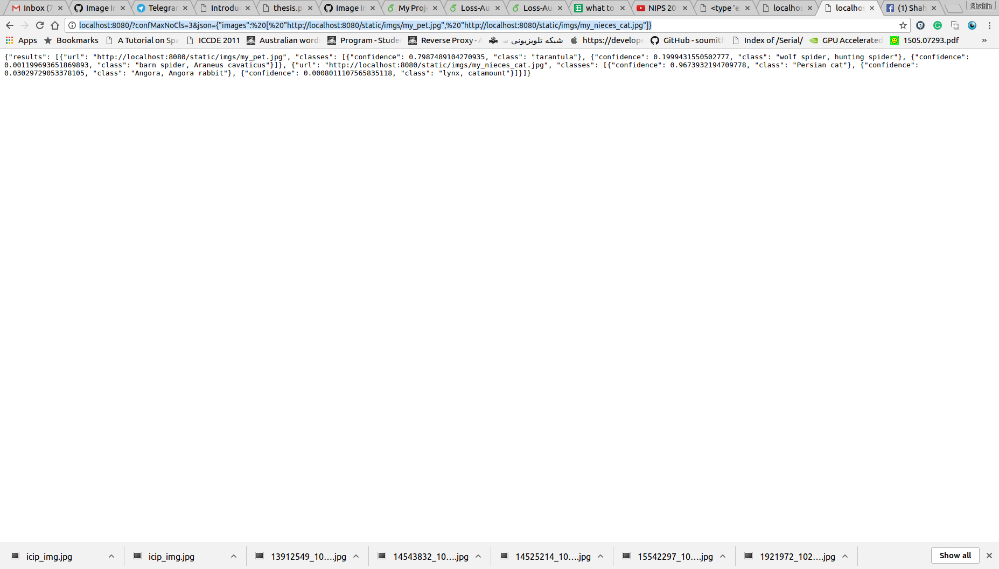 Inbox (7
Image In
Telegran
Introduc
thesis.p
Image In
My Proje
Loss-Au
Loss-Au
what to
NIPS 20
<type 'e
localhos
localhos
(1) Shah
Shahin
localhost:8080/?confMaxNoCls=3&json={"images":%20[%20"http://localhost:8080/static/imgs/my_pet.jpg",%20"http://localhost:8080/static/imgs/my_nieces_cat.jpg"]}
Apps
Bookmarks
A Tutorial on Spa
ICCDE 2011
Australian word
Program - Stude
Reverse Proxy - A
شبکه تلویزیونی س
https://develope
GitHub - soumith
Index of /Serial/
GPU Accelerated
1505.07293.pdf
»
{"results": [{"url": "http://localhost:8080/static/imgs/my_pet.jpg", "classes": [{"confidence": 0.7987489104270935, "class": "tarantula"}, {"confidence": 0.1999431550502777, "class": "wolf spider, hunting spider"}, {"confidence":
0.001199693651869893, "class": "barn spider, Araneus cavaticus"}]}, {"url": "http://localhost:8080/static/imgs/my_nieces_cat.jpg", "classes": [{"confidence": 0.9673932194709778, "class": "Persian cat"}, {"confidence":
0.03029729053378105, "class": "Angora, Angora rabbit"}, {"confidence": 0.0008011107565835118, "class": "lynx, catamount"}]}]}
icip_img.jpg
icip_img.jpg
13912549_10....jpg
14543832_10....jpg
14525214_10....jpg
15542297_10....jpg
1921972_102....jpg
Show all